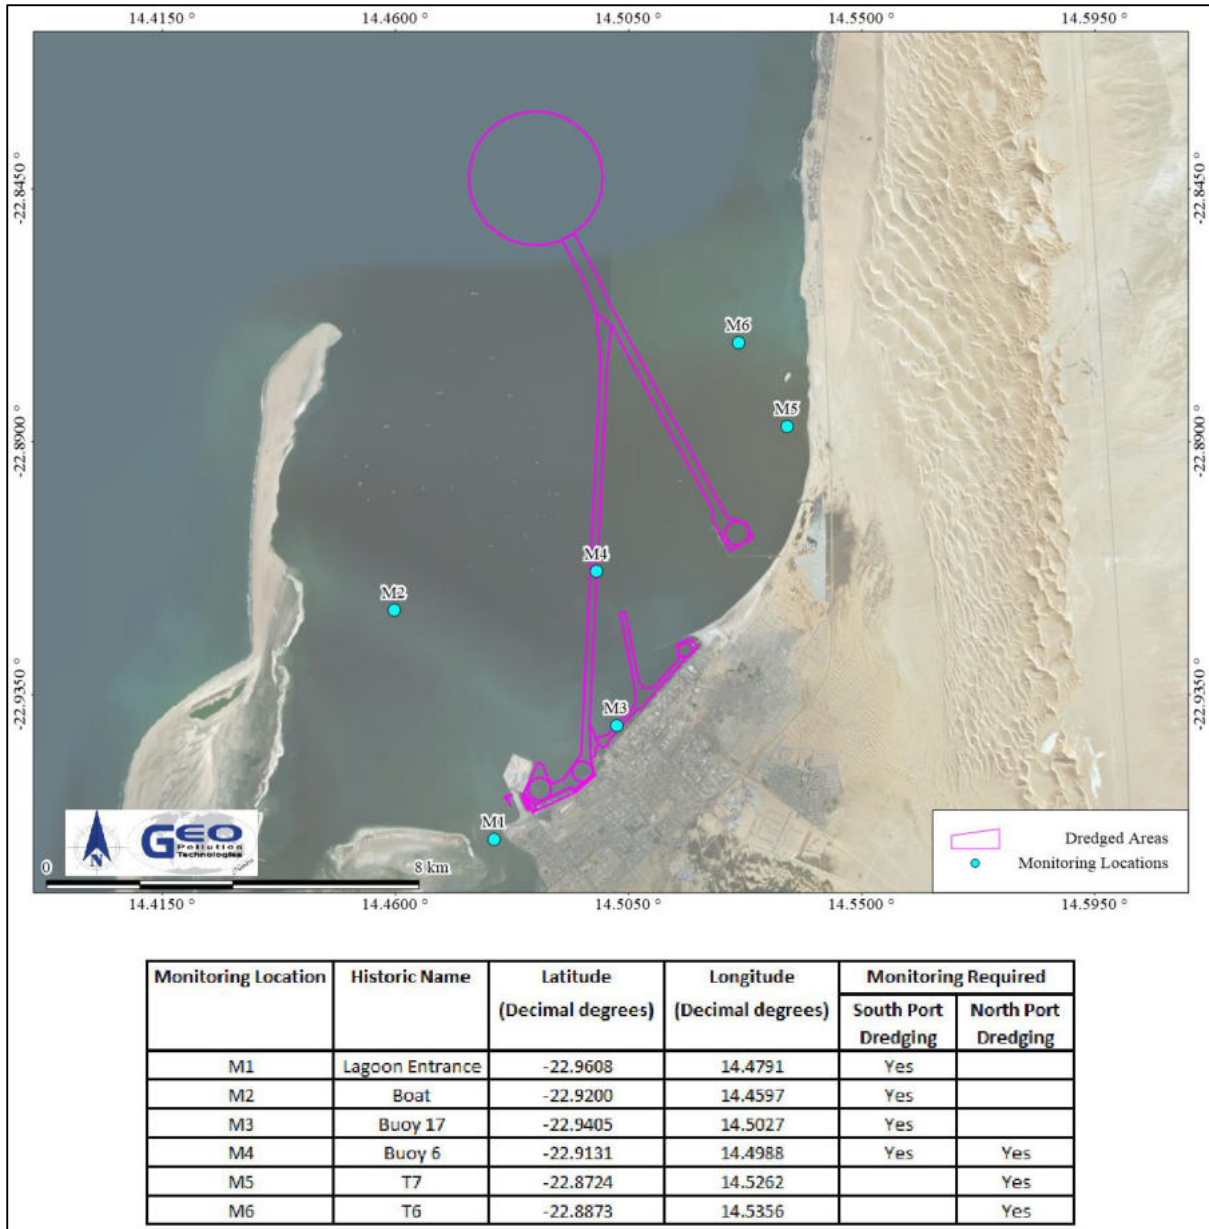 14.4150 ° 14.4600 ° 14.5050 ° 14.5500 ° 14.5950 °
-22.8450 ° -22.8450 °
M6
M5
-22.8900 ° -22.8900 °
M4
M2
-22.9350 ° -22.9350 °
M3
M1
N
GEO
Pollution
Technologies
0 8 km
Dredged Areas
Monitoring Locations
14.4150 ° 14.4600 ° 14.5050 ° 14.5500 ° 14.5950 °
Monitoring Location Historic Name Latitude Longitude Monitoring Required
(Decimal degrees) (Decimal degrees) South Port Dredging North Port Dredging
M1 Lagoon Entrance -22.9608 14.4791 Yes
M2 Boat -22.9200 14.4597 Yes
M3 Buoy 17 -22.9405 14.5027 Yes
M4 Buoy 6 -22.9131 14.4988 Yes Yes
M5 T7 -22.8724 14.5262 Yes
M6 T6 -22.8873 14.5356 Yes